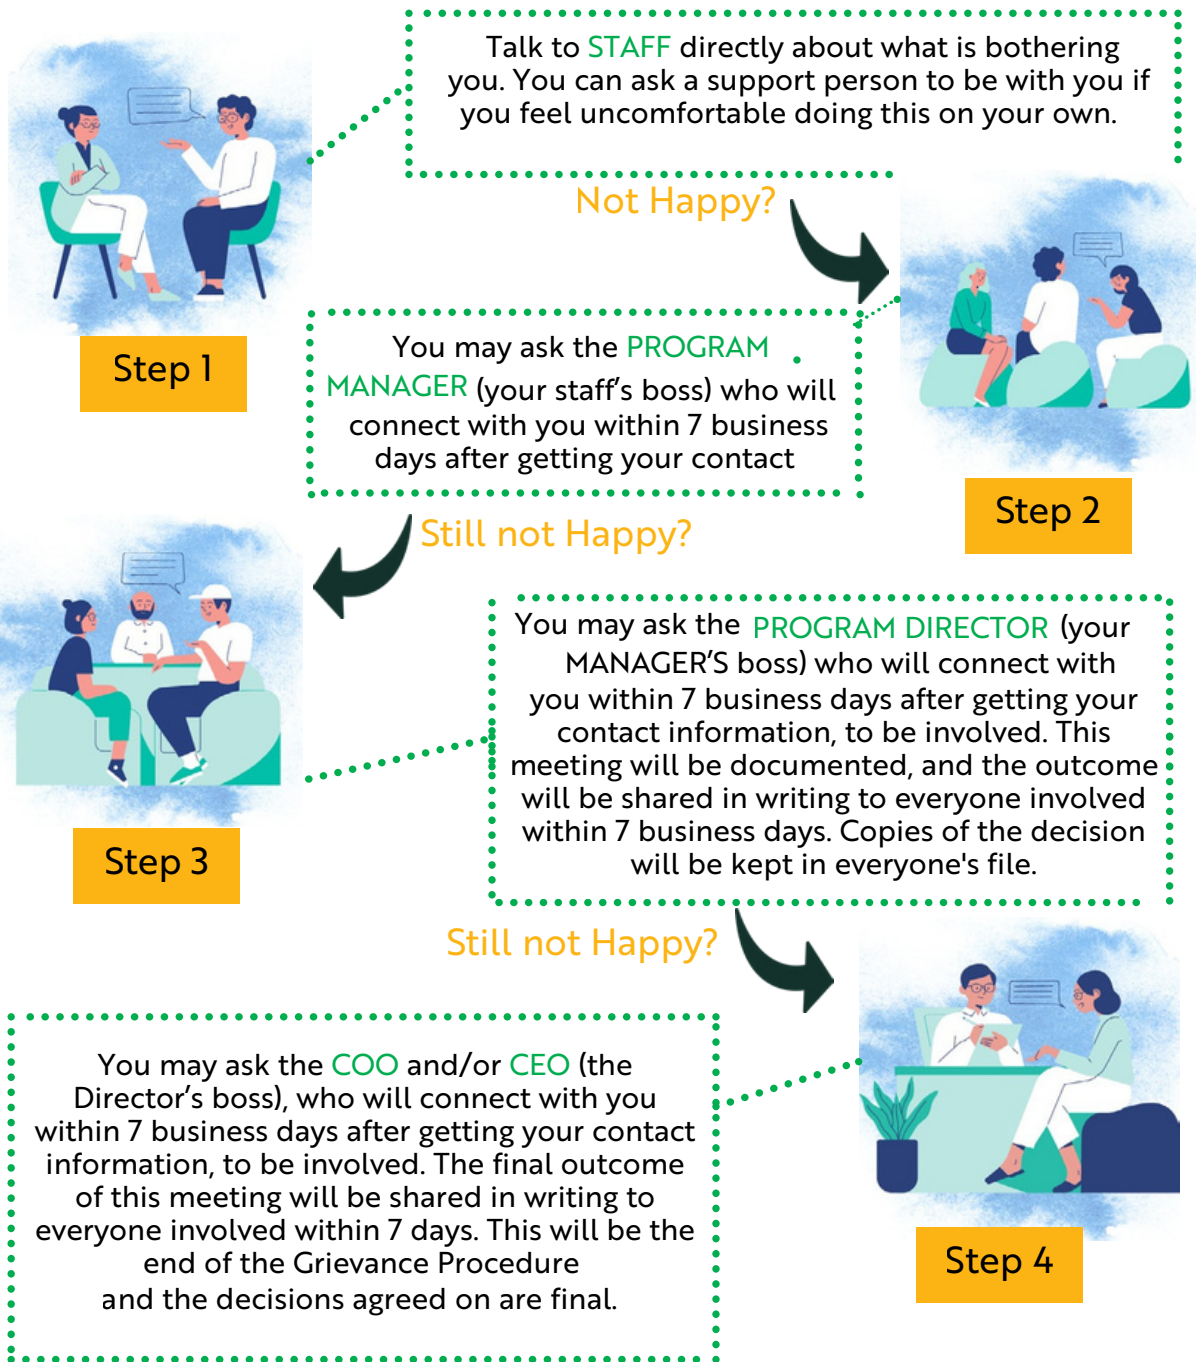 Talk to STAFF directly about what is bothering
you. You can ask a support person to be with you if
you feel uncomfortable doing this on your own.
Step 1
Not Happy?
You may ask the PROGRAM .
MANAGER (your staff’s boss) who will
connect with you within 7 business
days after getting your contact
Step 2
Still not Happy?
You may ask the PROGRAM DIRECTOR (your
MANAGER’S boss) who will connect with
you within 7 business days after getting your
contact information, to be involved. This
meeting will be documented, and the outcome
will be shared in writing to everyone involved
within 7 business days. Copies of the decision
will be kept in everyone's file.
Step 3
Still not Happy?
You may ask the COO and/or CEO (the
Director’s boss), who will connect with you
within 7 business days after getting your contact
information, to be involved. The final outcome
of this meeting will be shared in writing to
everyone involved within 7 days. This will be the
end of the Grievance Procedure
and the decisions agreed on are final.
Step 4